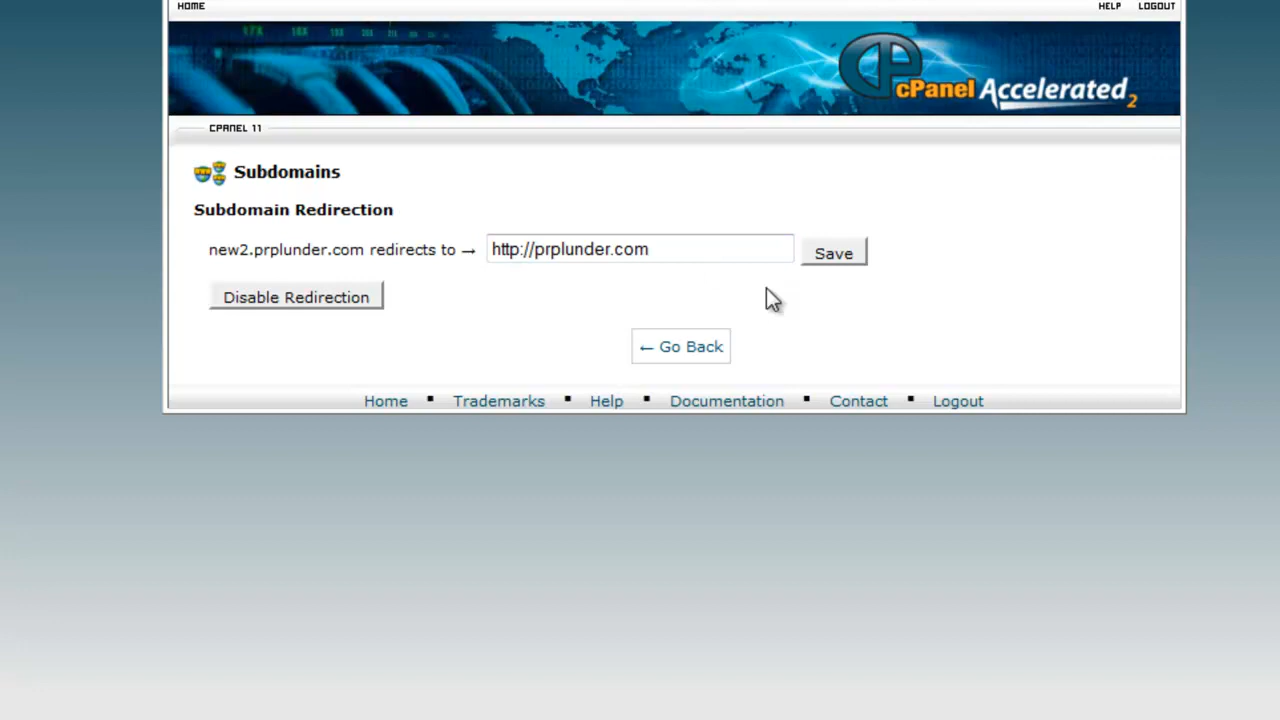 HOME HELP LOGOUT
cPanel Accelerated2
CPANEL 11
Subdomains
Subdomain Redirection
new2.prplunder.com redirects to → http://prplunder.com Save
Disable Redirection
← Go Back
Home ▪ Trademarks ▪ Help ▪ Documentation ▪ Contact ▪ Logout